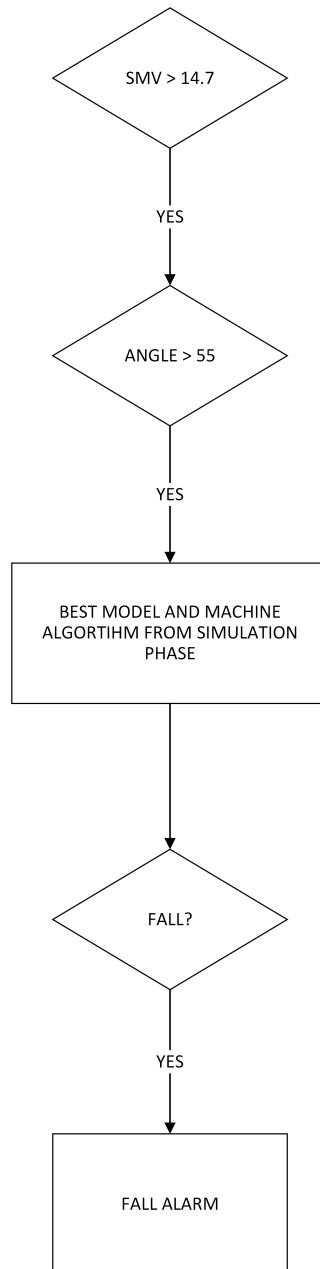 SMV > 14.7
YES
ANGLE > 55
YES
BEST MODEL AND MACHINE
ALGORTIHM FROM SIMULATION
PHASE
FALL?
YES
FALL ALARM